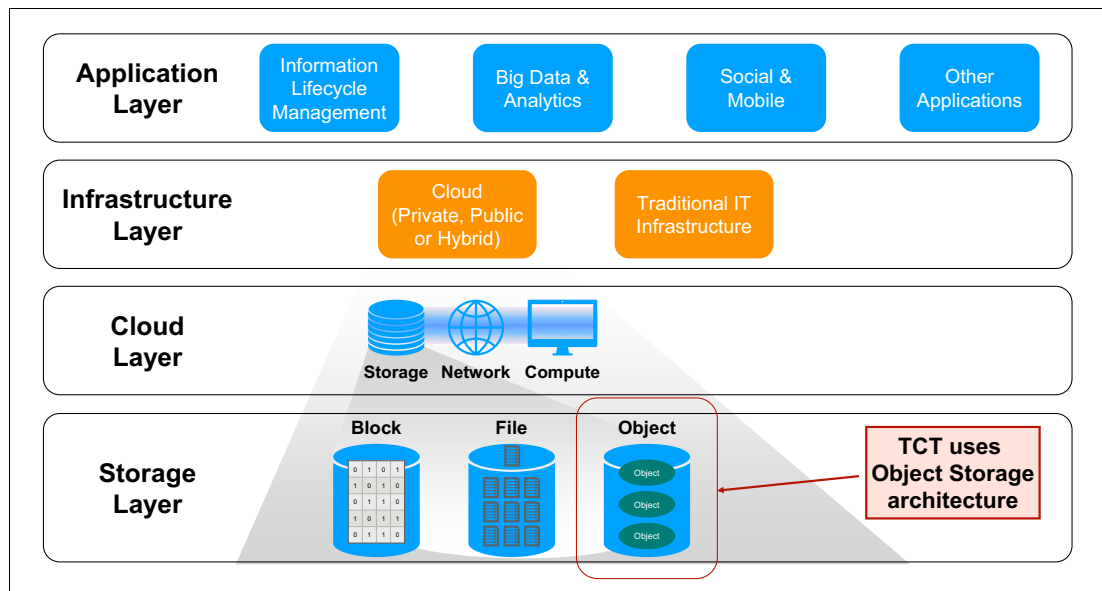 Application
Layer
Information
Lifecycle
Management
Big Data &
Analytics
Social &
Mobile
Other
Applications
Infrastructure
Layer
Cloud
(Private, Public
or Hybrid)
Traditional IT
Infrastructure
Cloud
Layer
Storage
Network
Compute
Storage
Layer
Block
0 1 0 1
1 0 1 0
0 1 1 0
1 0 1 1
0 1 1 0
File
Object
Object
Object
Object
TCT uses
Object Storage
architecture